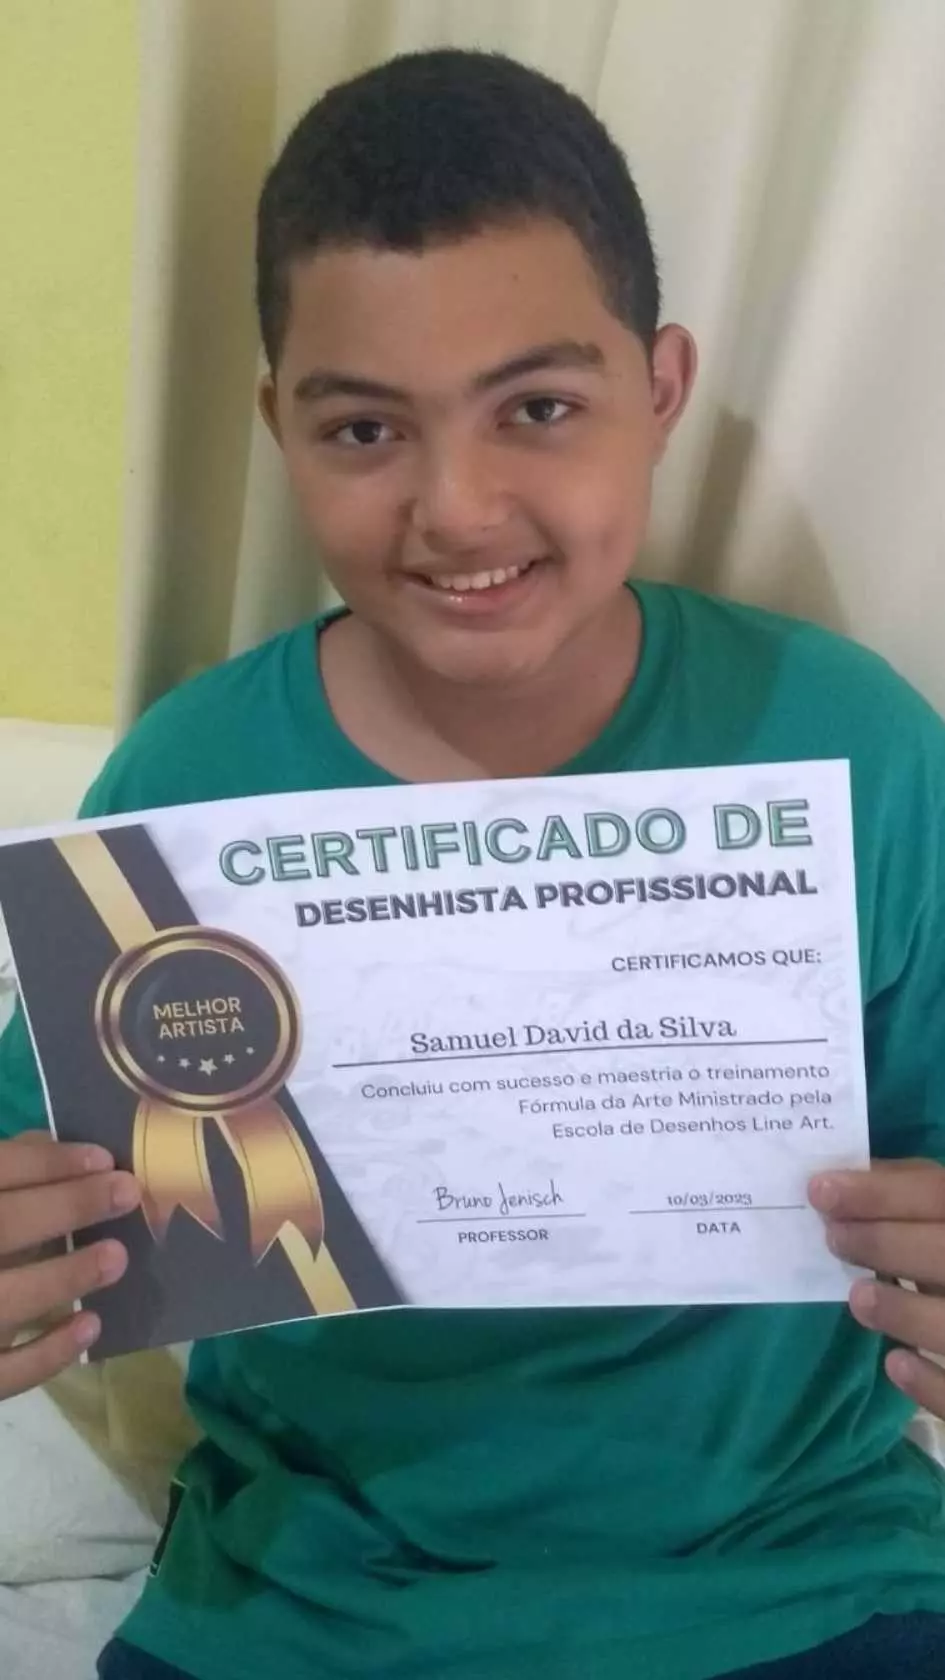 CERTIFICADO DE
DESENHISTA PROFISSIONAL
CERTIFICAMOS QUE:
MELHOR
ARTISTA
Samuel David da Silva
Concluiu com sucesso e maestria o treinamento
Fórmula da Arte Ministrado pela
Escola de Desenhos Line Art.
Bruno Jenisch
PROFESSOR
10/03/2023
DATA